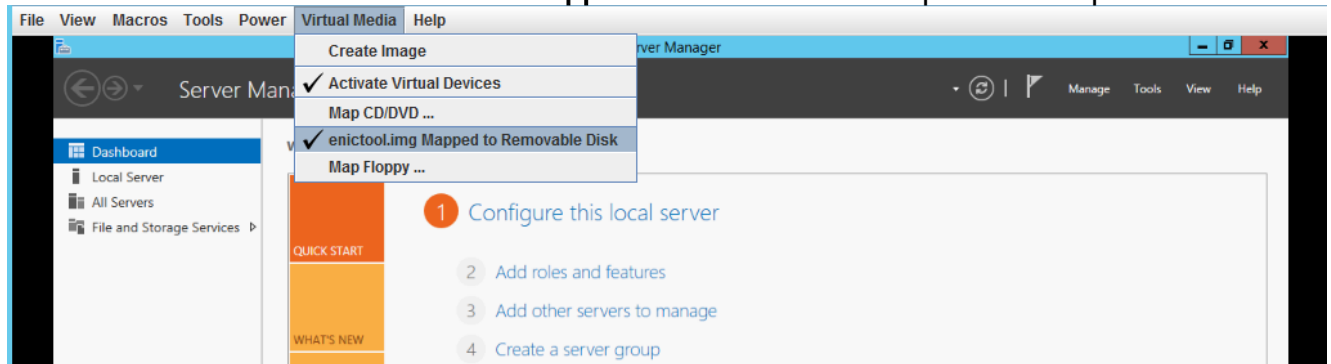 File View Macros Tools Power Virtual Media Help
Create Image
rver Manager
Server Mana
Activate Virtual Devices
Manage Tools View Help
Map CD/DVD ...
enictool.img Mapped to Removable Disk
Dashboard
W
Map Floppy ...
Local Server
All Servers
File and Storage Services
1 Configure this local server
QUICK START
2 Add roles and features
3 Add other servers to manage
WHAT'S NEW
4 Create a server group